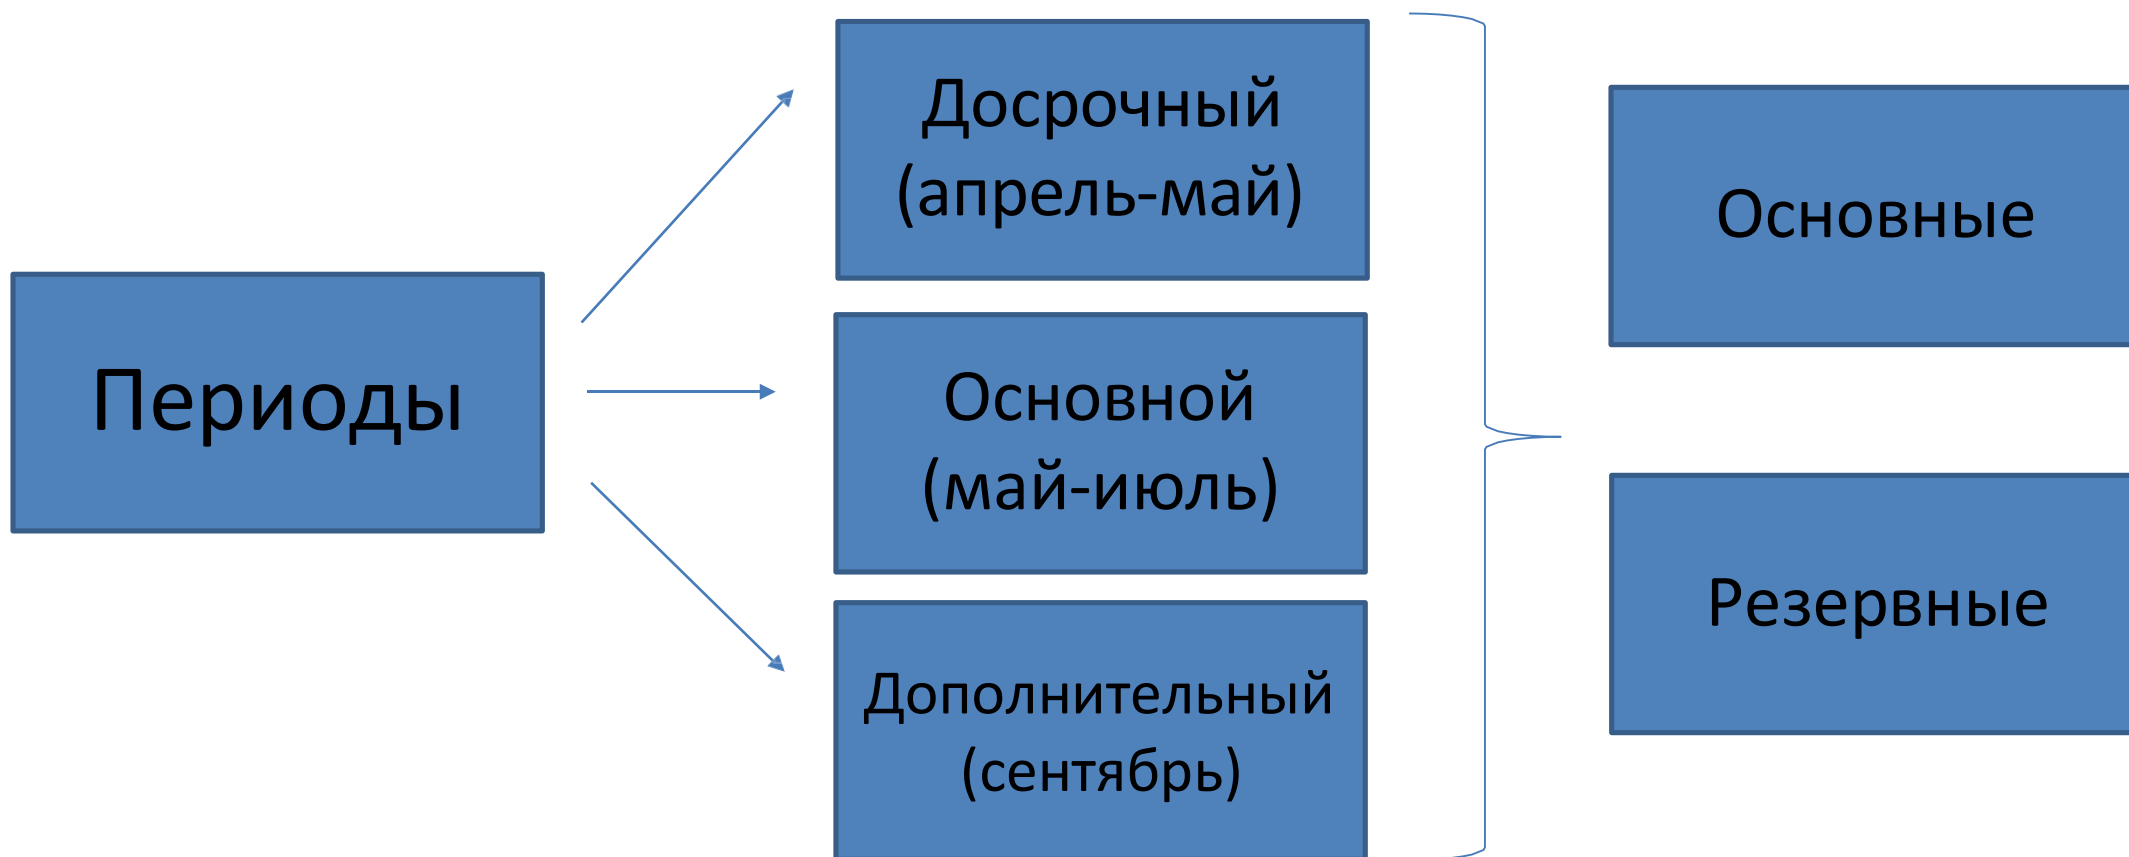 Периоды
Досрочный
(апрель-май)
Основной
(май-июль)
Дополнительный
(сентябрь)
Основные
Резервные